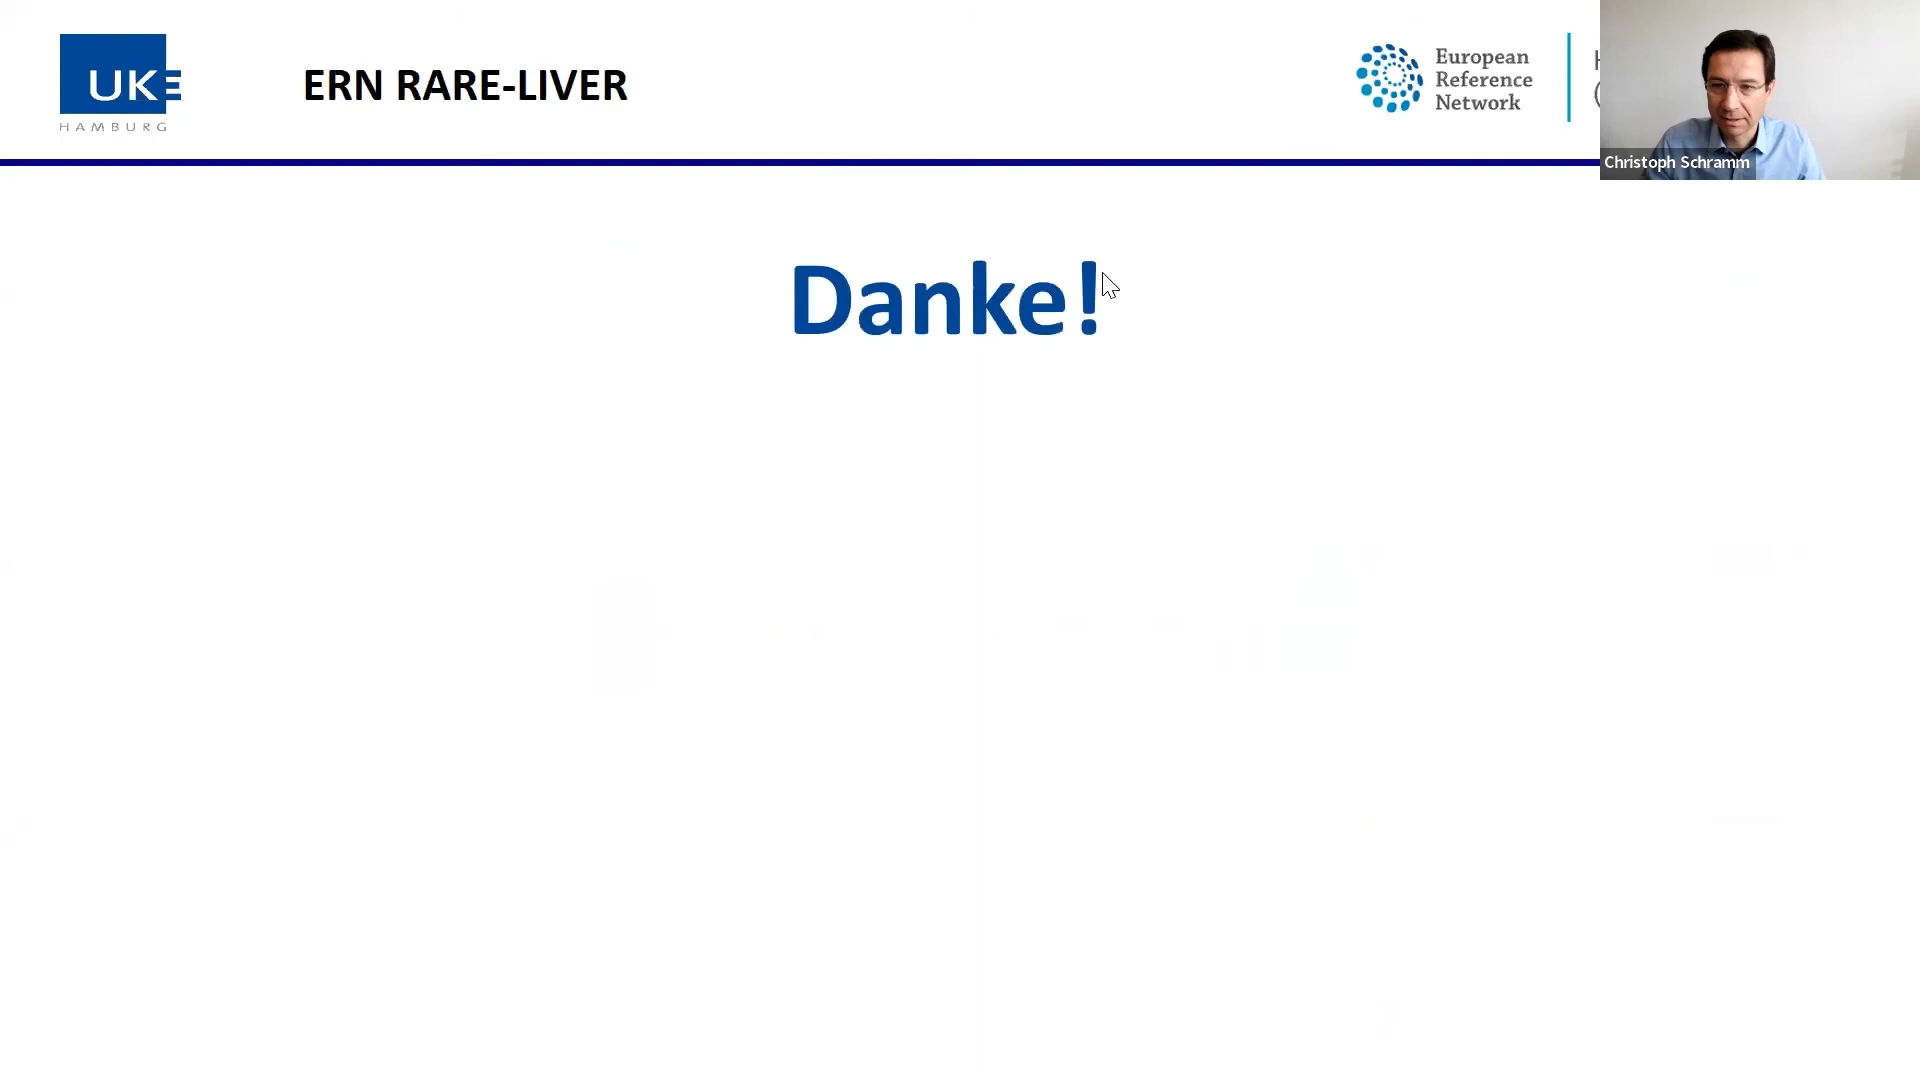 UKE
HAMBURG
ERN RARE-LIVER
European
Reference
Network
Christoph Schramm
Danke!